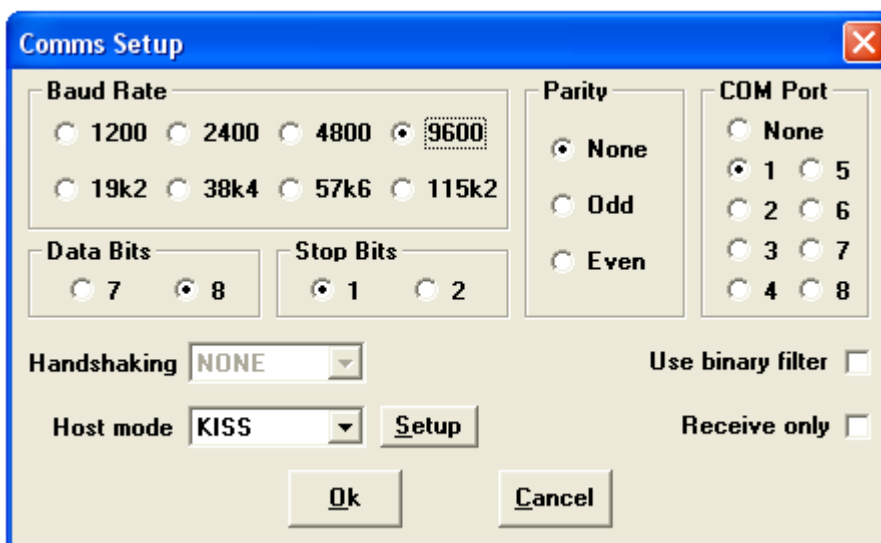 Comms Setup
Baud Rate
1200 2400 4800 9600
19k2 38k4 57k6 115k2
Data Bits
7 8
Stop Bits
1 2
Parity
None
Odd
Even
COM Port
None
1 5
2 6
3 7
4 8
Handshaking NONE
Host mode KISS Setup
Use binary filter
Receive only
Ok Cancel